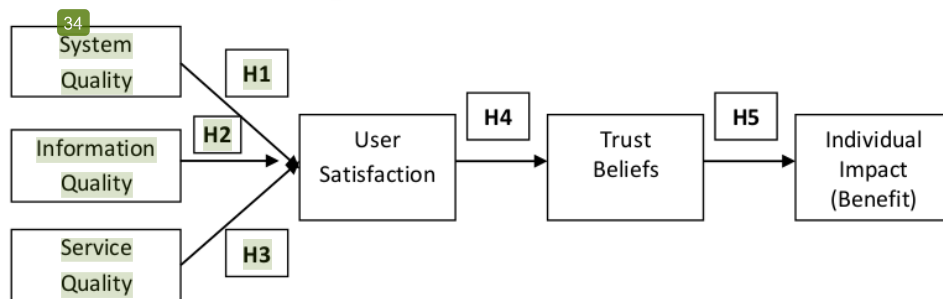 34
System
Quality
H1
H2
Information
Quality
Service
Quality
H3
User
Satisfaction
H4
Trust
Beliefs
H5
Individual
Impact
(Benefit)